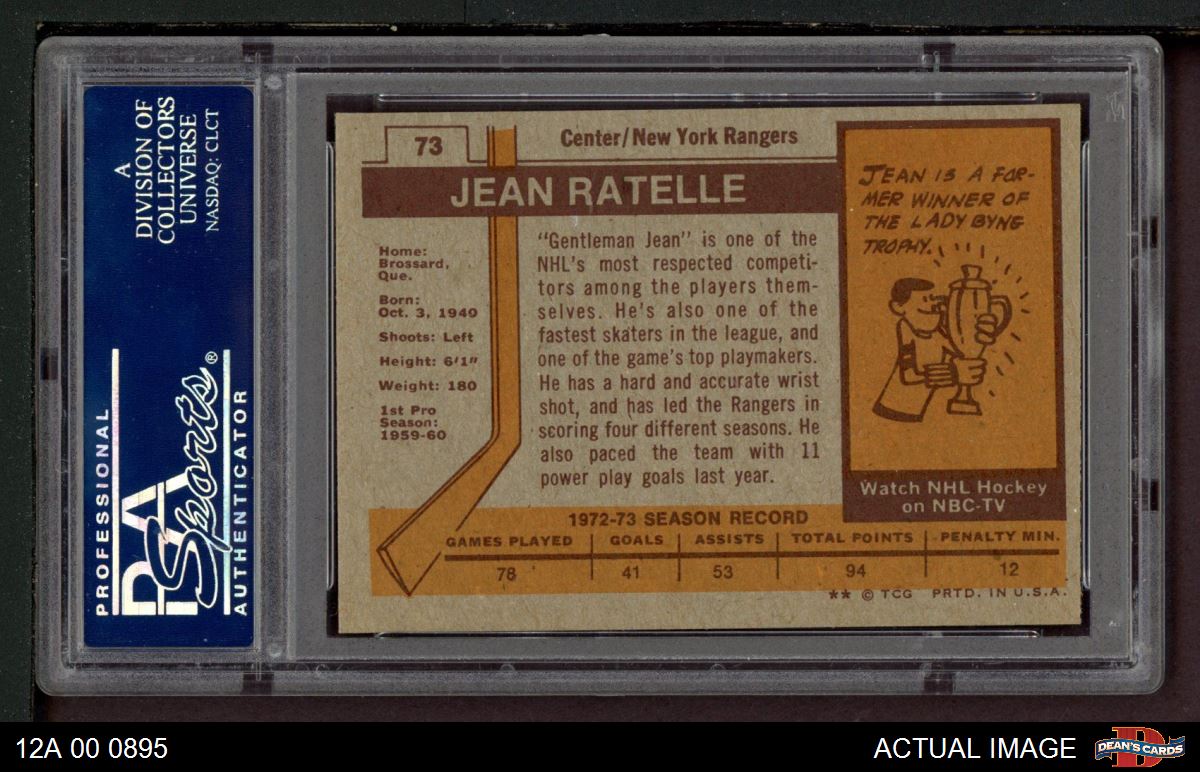 A
DIVISION OF
COLLECTORS
UNIVERSE
NASDAQ: CLCT
PROFESSIONAL
PSA
Sports®
AUTHENTICATOR
73
Center/New York Rangers
JEAN RATELLE
Home:
Brossard,
Que.
Born:
Oct. 3, 1940
Shoots: Left
Height: 6'1"
Weight: 180
1st Pro
Season:
1959-60
"Gentleman Jean" is one of the
NHL's most respected competi-
tors among the players them-
selves. He's also one of the
fastest skaters in the league, and
one of the game's top playmakers.
He has a hard and accurate wrist
shot, and has led the Rangers in
scoring four different seasons. He
also paced the team with 11
power play goals last year.
JEAN IS A FOR-
MER WINNER OF
THE LADY BYNG
TROPHY.
Watch NHL Hockey
on NBC-TV
1972-73 SEASON RECORD
GAMES PLAYED GOALS ASSISTS TOTAL POINTS PENALTY MIN.
78 41 53 94 12
** © TCG PRTD. IN U.S.A.
12A 00 0895
ACTUAL IMAGE
DEAN'S CARDS